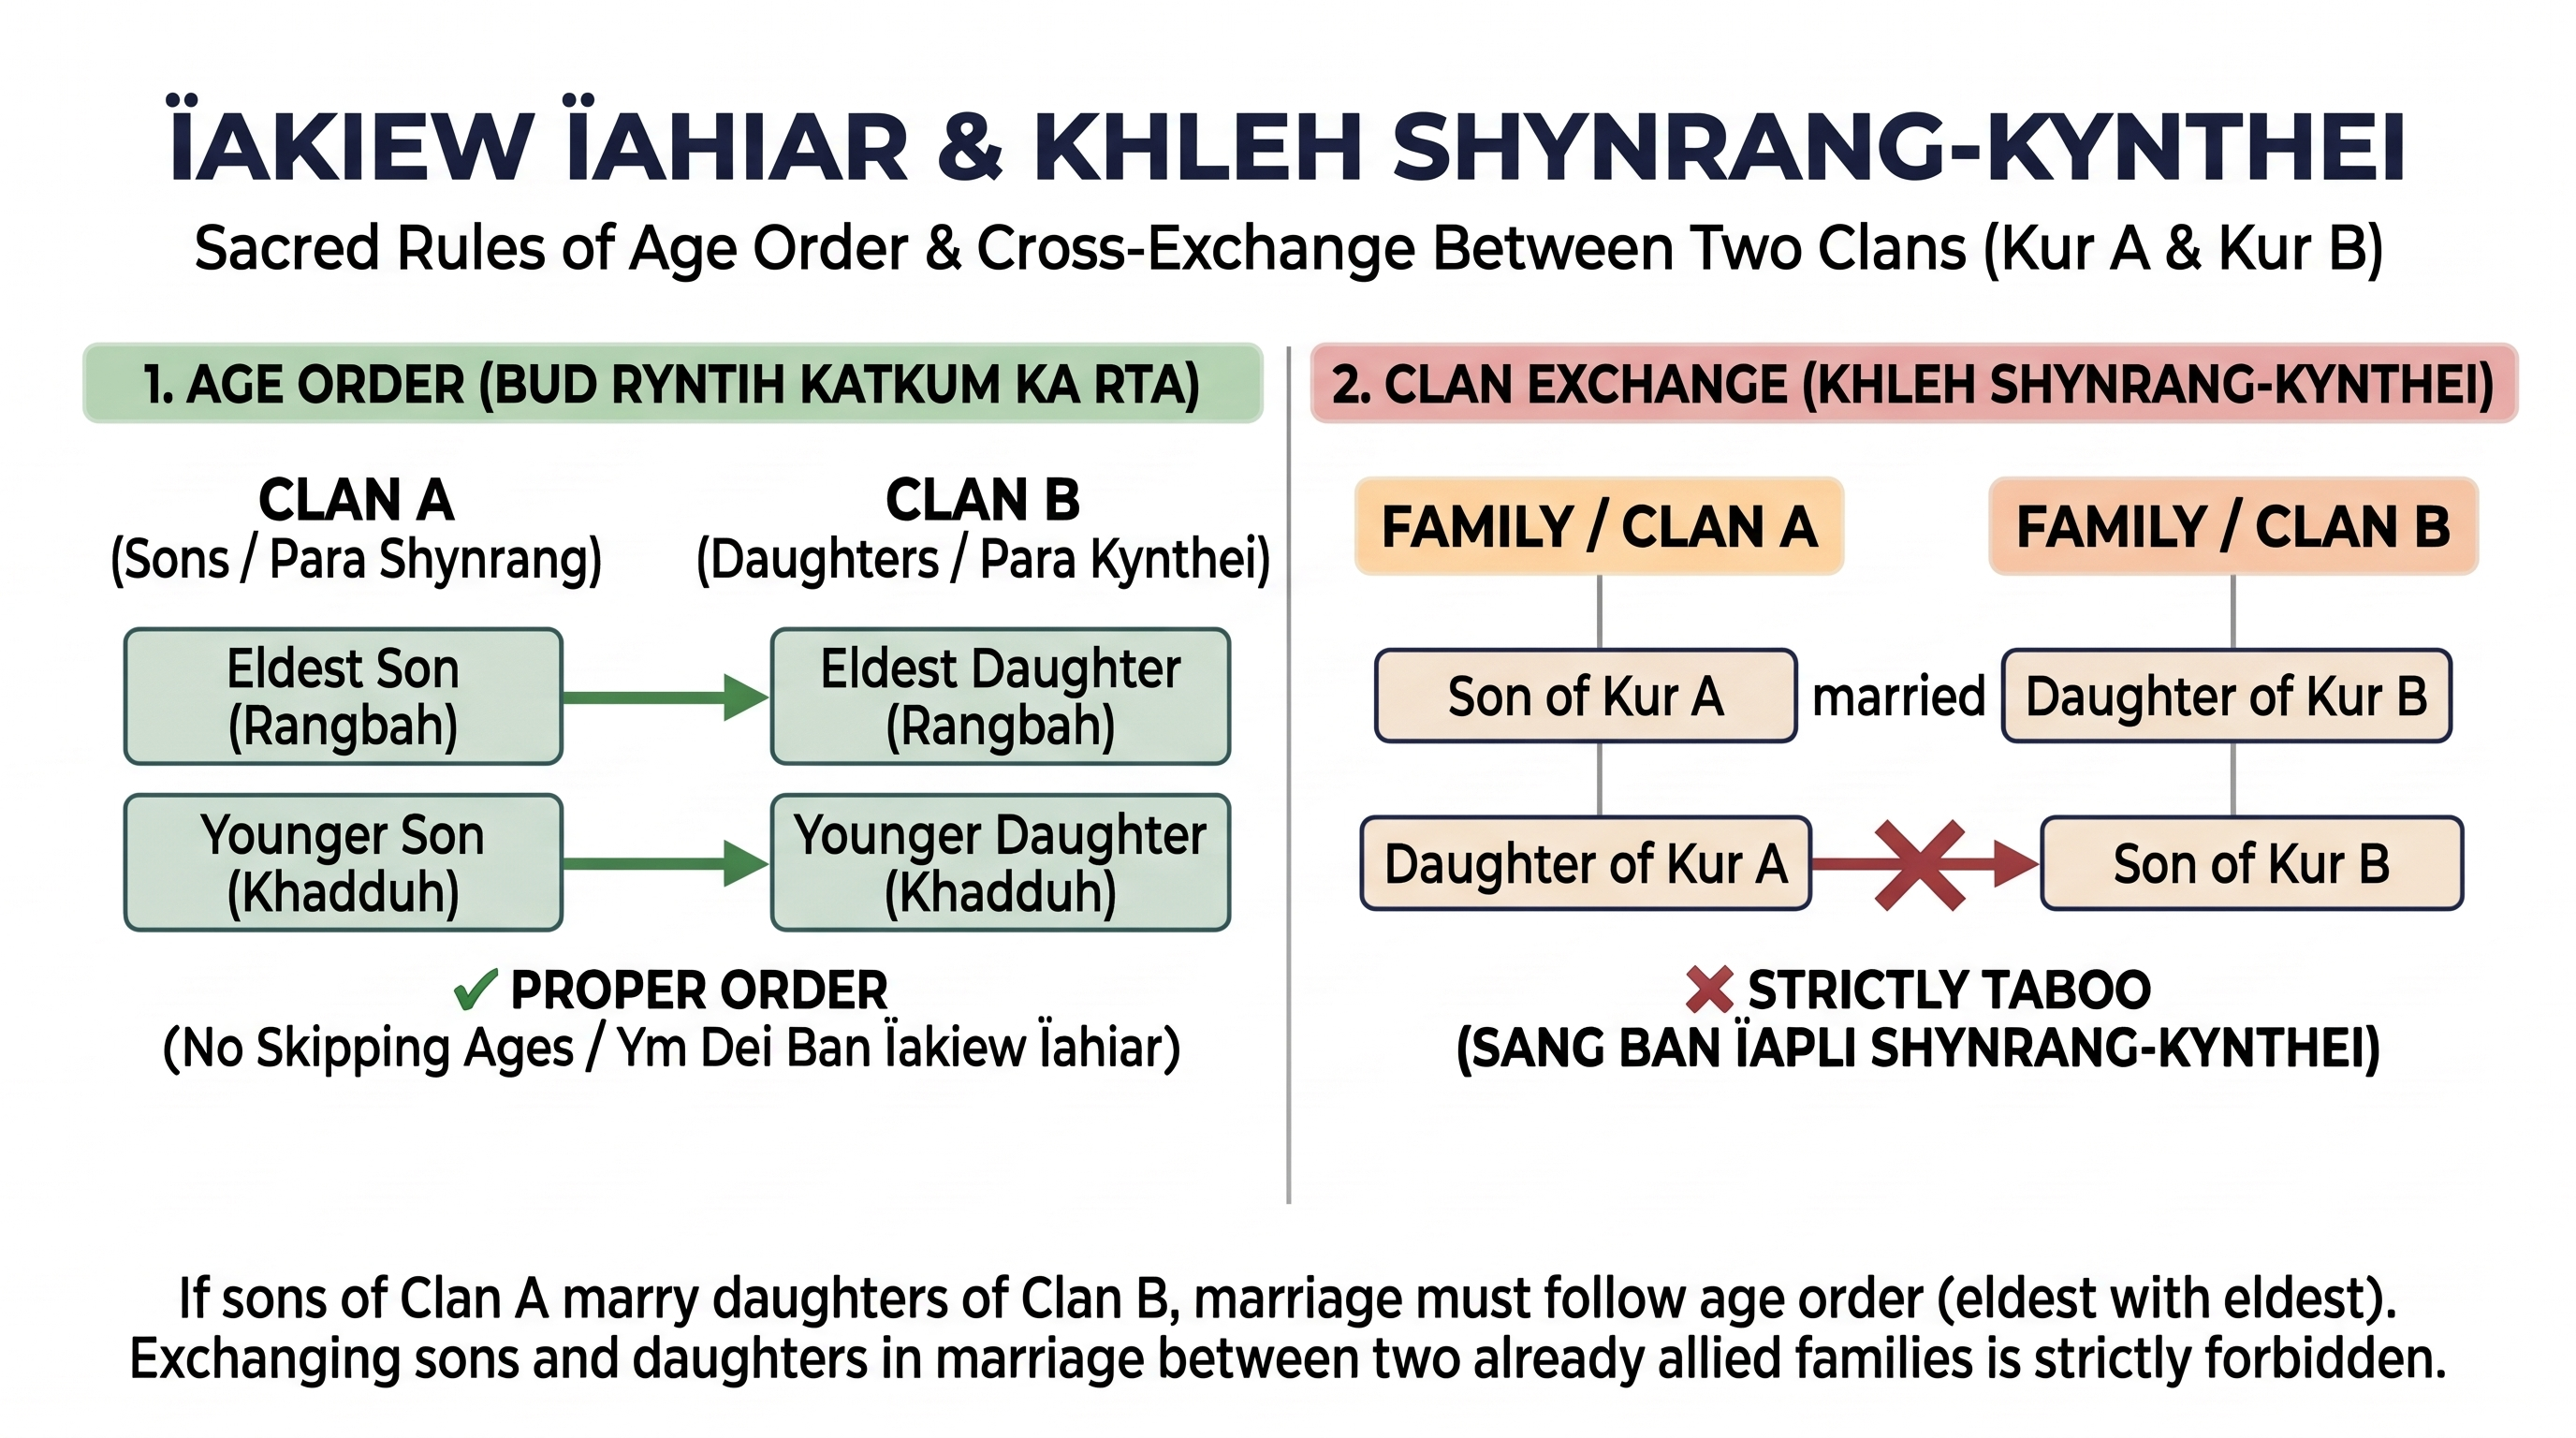 ÏAKIEW ÏAHIAR & KHLEH SHYNRANG-KYNTHEI
Sacred Rules of Age Order & Cross-Exchange Between Two Clans (Kur A & Kur B)
1. AGE ORDER (BUD RYNTIH KATKUM KA RTA)
CLAN A
(Sons / Para Shynrang)
CLAN B
(Daughters / Para Kynthei)
Eldest Son
(Rangbah)
Eldest Daughter
(Rangbah)
Younger Son
(Khadduh)
Younger Daughter
(Khadduh)
✔ PROPER ORDER
(No Skipping Ages / Ym Dei Ban Ïakiew Ïahiar)
2. CLAN EXCHANGE (KHLEH SHYNRANG-KYNTHEI)
FAMILY / CLAN A
FAMILY / CLAN B
Son of Kur A
married
Daughter of Kur B
Daughter of Kur A
Son of Kur B
✖ STRICTLY TABOO
(SANG BAN ÏAPLI SHYNRANG-KYNTHEI)
If sons of Clan A marry daughters of Clan B, marriage must follow age order (eldest with eldest).
Exchanging sons and daughters in marriage between two already allied families is strictly forbidden.